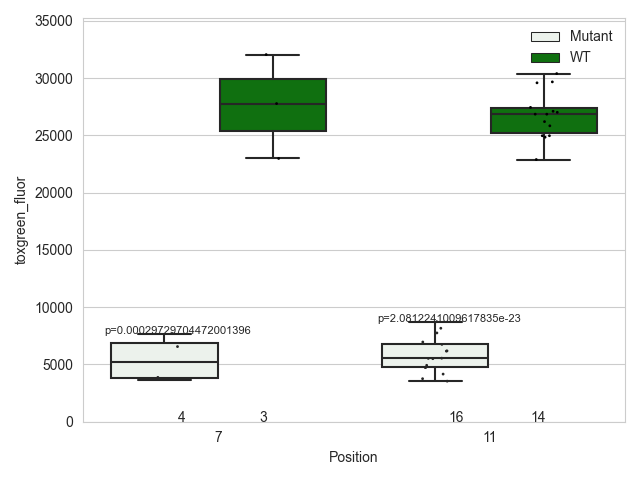 toxgreen_fluor
35000
30000
25000
20000
15000
10000
5000
0
Mutant
WT
p=0.00029729704472001396
p=2.0812241009617835e-23
4 3 16 14
7 11
Position